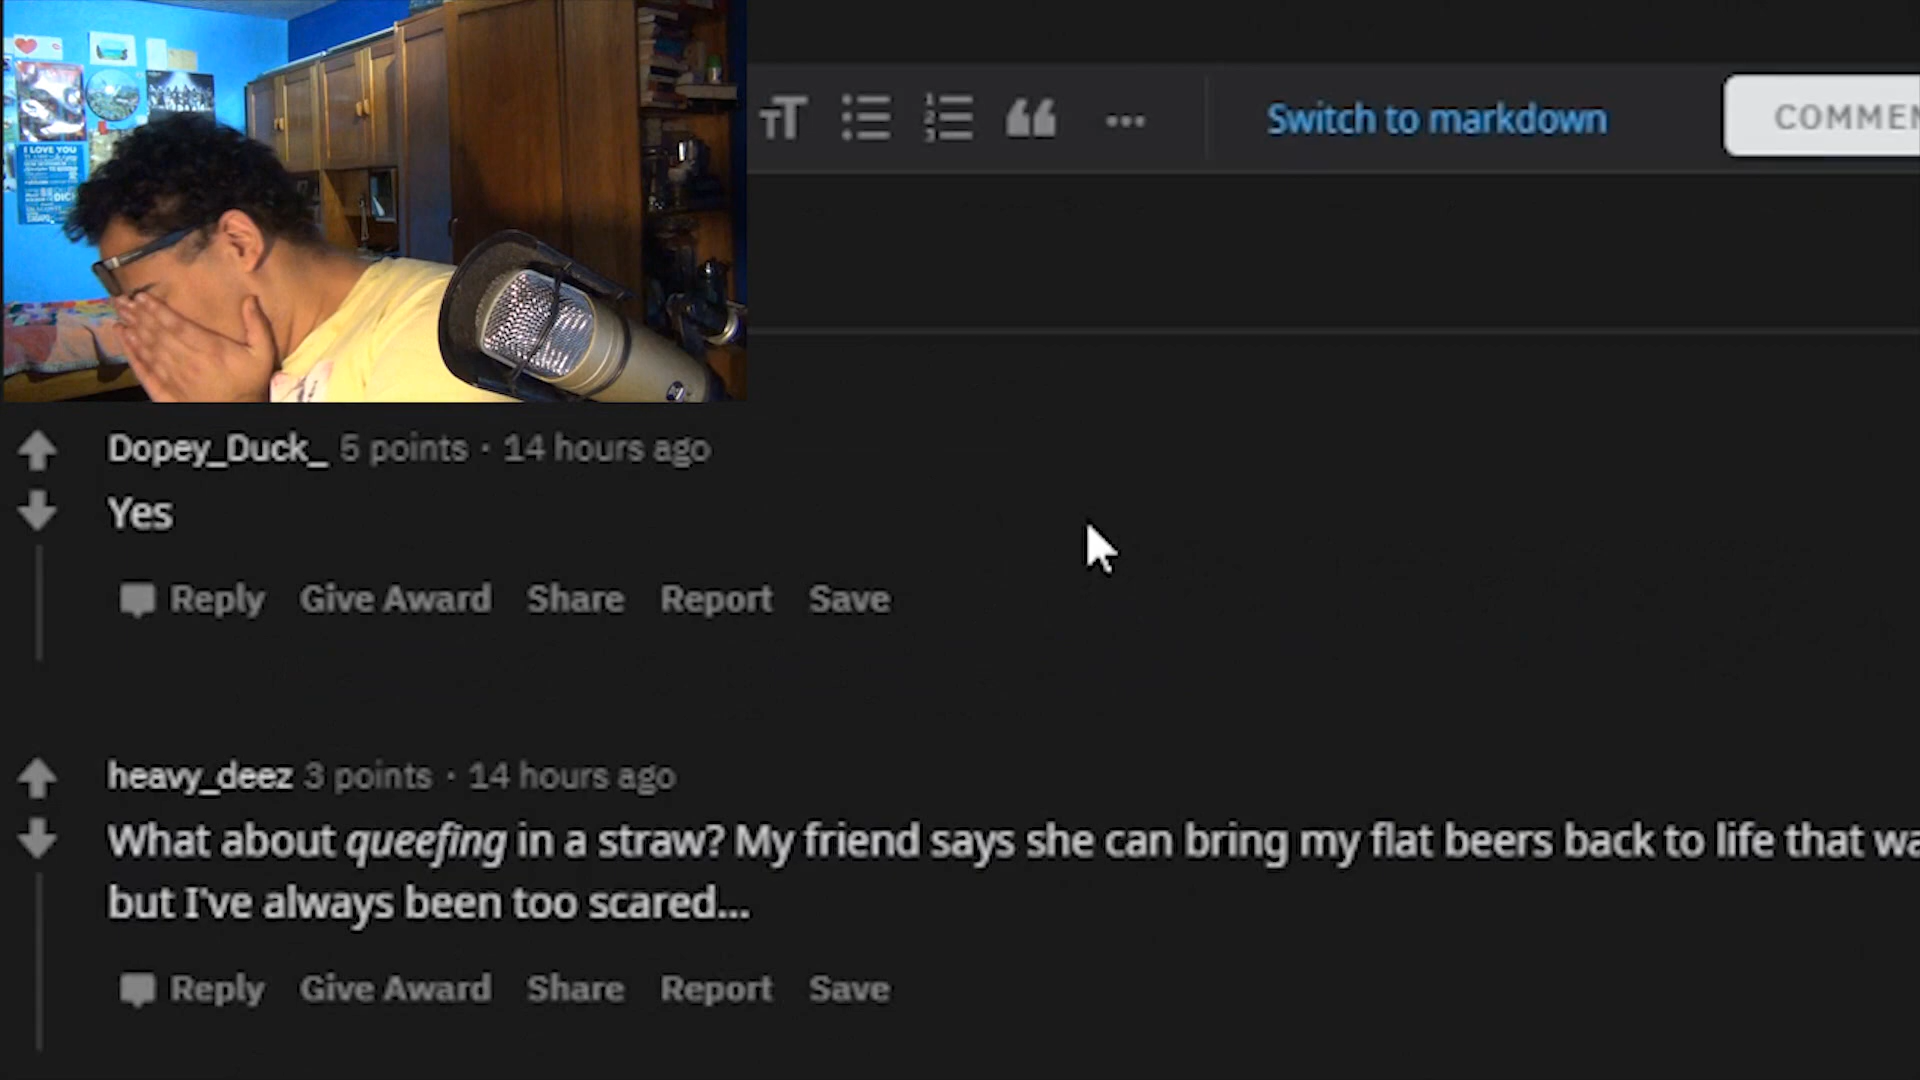 I LOVE YOU
Switch to markdown
COMMEN
Dopey_Duck_ 5 points · 14 hours ago
Yes
Reply Give Award Share Report Save
heavy_deez 3 points · 14 hours ago
What about queefing in a straw? My friend says she can bring my flat beers back to life that wa
but I've always been too scared...
Reply Give Award Share Report Save